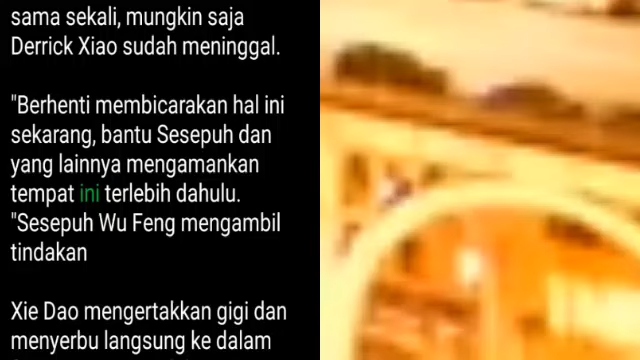 sama sekali, mungkin saja
Derrick Xiao sudah meninggal.
"Berhenti membicarakan hal ini
sekarang, bantu Sesepuh dan
yang lainnya mengamankan
tempat ini terlebih dahulu.
"Sesepuh Wu Feng mengambil
tindakan
Xie Dao mengertakkan gigi dan
menyerbu langsung ke dalam